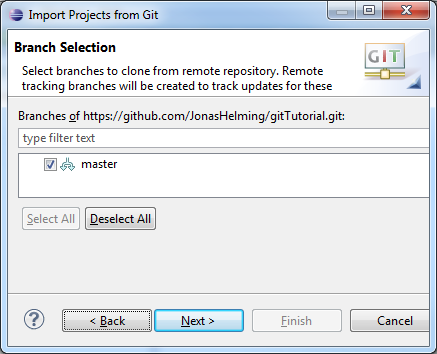 Import Projects from Git
Branch Selection
Select branches to clone from remote repository. Remote
tracking branches will be created to track updates for these
GIT
Branches of https://github.com/JonasHelming/gitTutorial.git:
type filter text
master
Select All Deselect All
? < Back Next > Finish Cancel